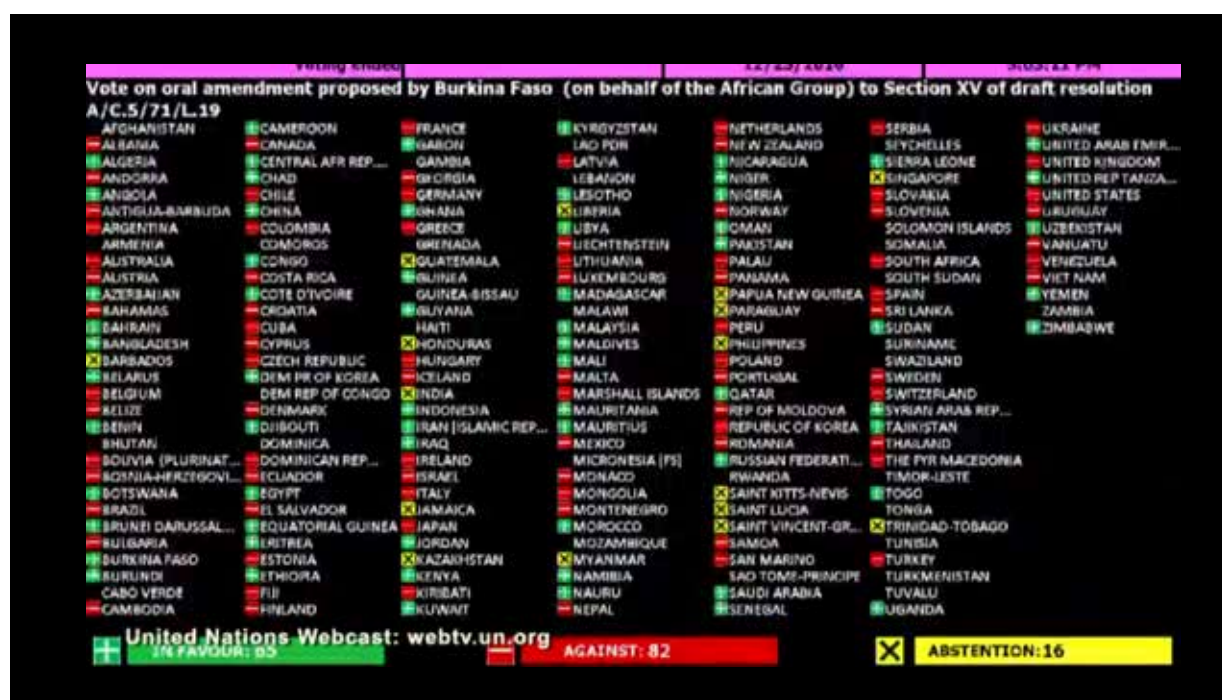 Voting ended
Vote on oral amendment proposed by Burkina Faso (on behalf of the African Group) to Section XV of draft resolution
A/C.5/71/L.19
AFGHANISTAN
ALBANIA
ALGERIA
ANDORRA
ANGOLA
ANTIGUA-BARBUDA
ARGENTINA
ARMENIA
AUSTRALIA
AUSTRIA
AZERBAIJAN
BAHAMAS
BAHRAIN
BANGLADESH
BARBADOS
BELARUS
BELGIUM
BELIZE
BENIN
BHUTAN
BOLIVIA (PLURINAT...
BOSNIA-HERZEGOVI...
BOTSWANA
BRAZIL
BRUNEI DARUSSAL...
BULGARIA
BURKINA FASO
BURUNDI
CABO VERDE
CAMBODIA
CAMEROON
CANADA
CENTRAL AFR REP....
CHAD
CHILE
CHINA
COLOMBIA
COMOROS
CONGO
COSTA RICA
COTE D'IVOIRE
CROATIA
CUBA
CYPRUS
CZECH REPUBLIC
DEM PR OF KOREA
DEM REP OF CONGO
DENMARK
DJIBOUTI
DOMINICA
DOMINICAN REP...
ECUADOR
EGYPT
EL SALVADOR
EQUATORIAL GUINEA
ERITREA
ESTONIA
ETHIOPIA
FIJI
FINLAND
FRANCE
GABON
GAMBIA
GEORGIA
GERMANY
GHANA
GREECE
GRENADA
GUATEMALA
GUINEA
GUINEA-BISSAU
GUYANA
HAITI
HONDURAS
HUNGARY
ICELAND
INDIA
INDONESIA
IRAN (ISLAMIC REP...
IRAQ
IRELAND
ISRAEL
ITALY
JAMAICA
JAPAN
JORDAN
KAZAKHSTAN
KENYA
KIRIBATI
KUWAIT
KYRGYZSTAN
LAO PDR
LATVIA
LEBANON
LESOTHO
LIBERIA
LIBYA
LIECHTENSTEIN
LITHUANIA
LUXEMBOURG
MADAGASCAR
MALAWI
MALAYSIA
MALDIVES
MALI
MALTA
MARSHALL ISLANDS
MAURITANIA
MAURITIUS
MEXICO
MICRONESIA (FS)
MONACO
MONGOLIA
MONTENEGRO
MOROCCO
MOZAMBIQUE
MYANMAR
NAMIBIA
NAURU
NEPAL
NETHERLANDS
NEW ZEALAND
NICARAGUA
NIGER
NIGERIA
NORWAY
OMAN
PAKISTAN
PALAU
PANAMA
PAPUA NEW GUINEA
PARAGUAY
PERU
PHILIPPINES
POLAND
PORTUGAL
QATAR
REP OF MOLDOVA
REPUBLIC OF KOREA
ROMANIA
RUSSIAN FEDERATI...
RWANDA
SAINT KITTS-NEVIS
SAINT LUCIA
SAINT VINCENT-GR...
SAMOA
SAN MARINO
SAO TOME-PRINCIPE
SAUDI ARABIA
SENEGAL
SERBIA
SEYCHELLES
SIERRA LEONE
SINGAPORE
SLOVAKIA
SLOVENIA
SOLOMON ISLANDS
SOMALIA
SOUTH AFRICA
SOUTH SUDAN
SPAIN
SRI LANKA
SUDAN
SURINAME
SWAZILAND
SWEDEN
SWITZERLAND
SYRIAN ARAB REP...
TAJIKISTAN
THAILAND
THE FYR MACEDONIA
TIMOR-LESTE
TOGO
TONGA
TRINIDAD-TOBAGO
TUNISIA
TURKEY
TURKMENISTAN
TUVALU
UGANDA
UKRAINE
UNITED ARAB EMIR...
UNITED KINGDOM
UNITED REP TANZA...
UNITED STATES
URUGUAY
UZBEKISTAN
VANUATU
VENEZUELA
VIET NAM
YEMEN
ZAMBIA
ZIMBABWE
United Nations Webcast: webtv.un.org
IN FAVOUR: 65 AGAINST: 82 ABSTENTION: 16